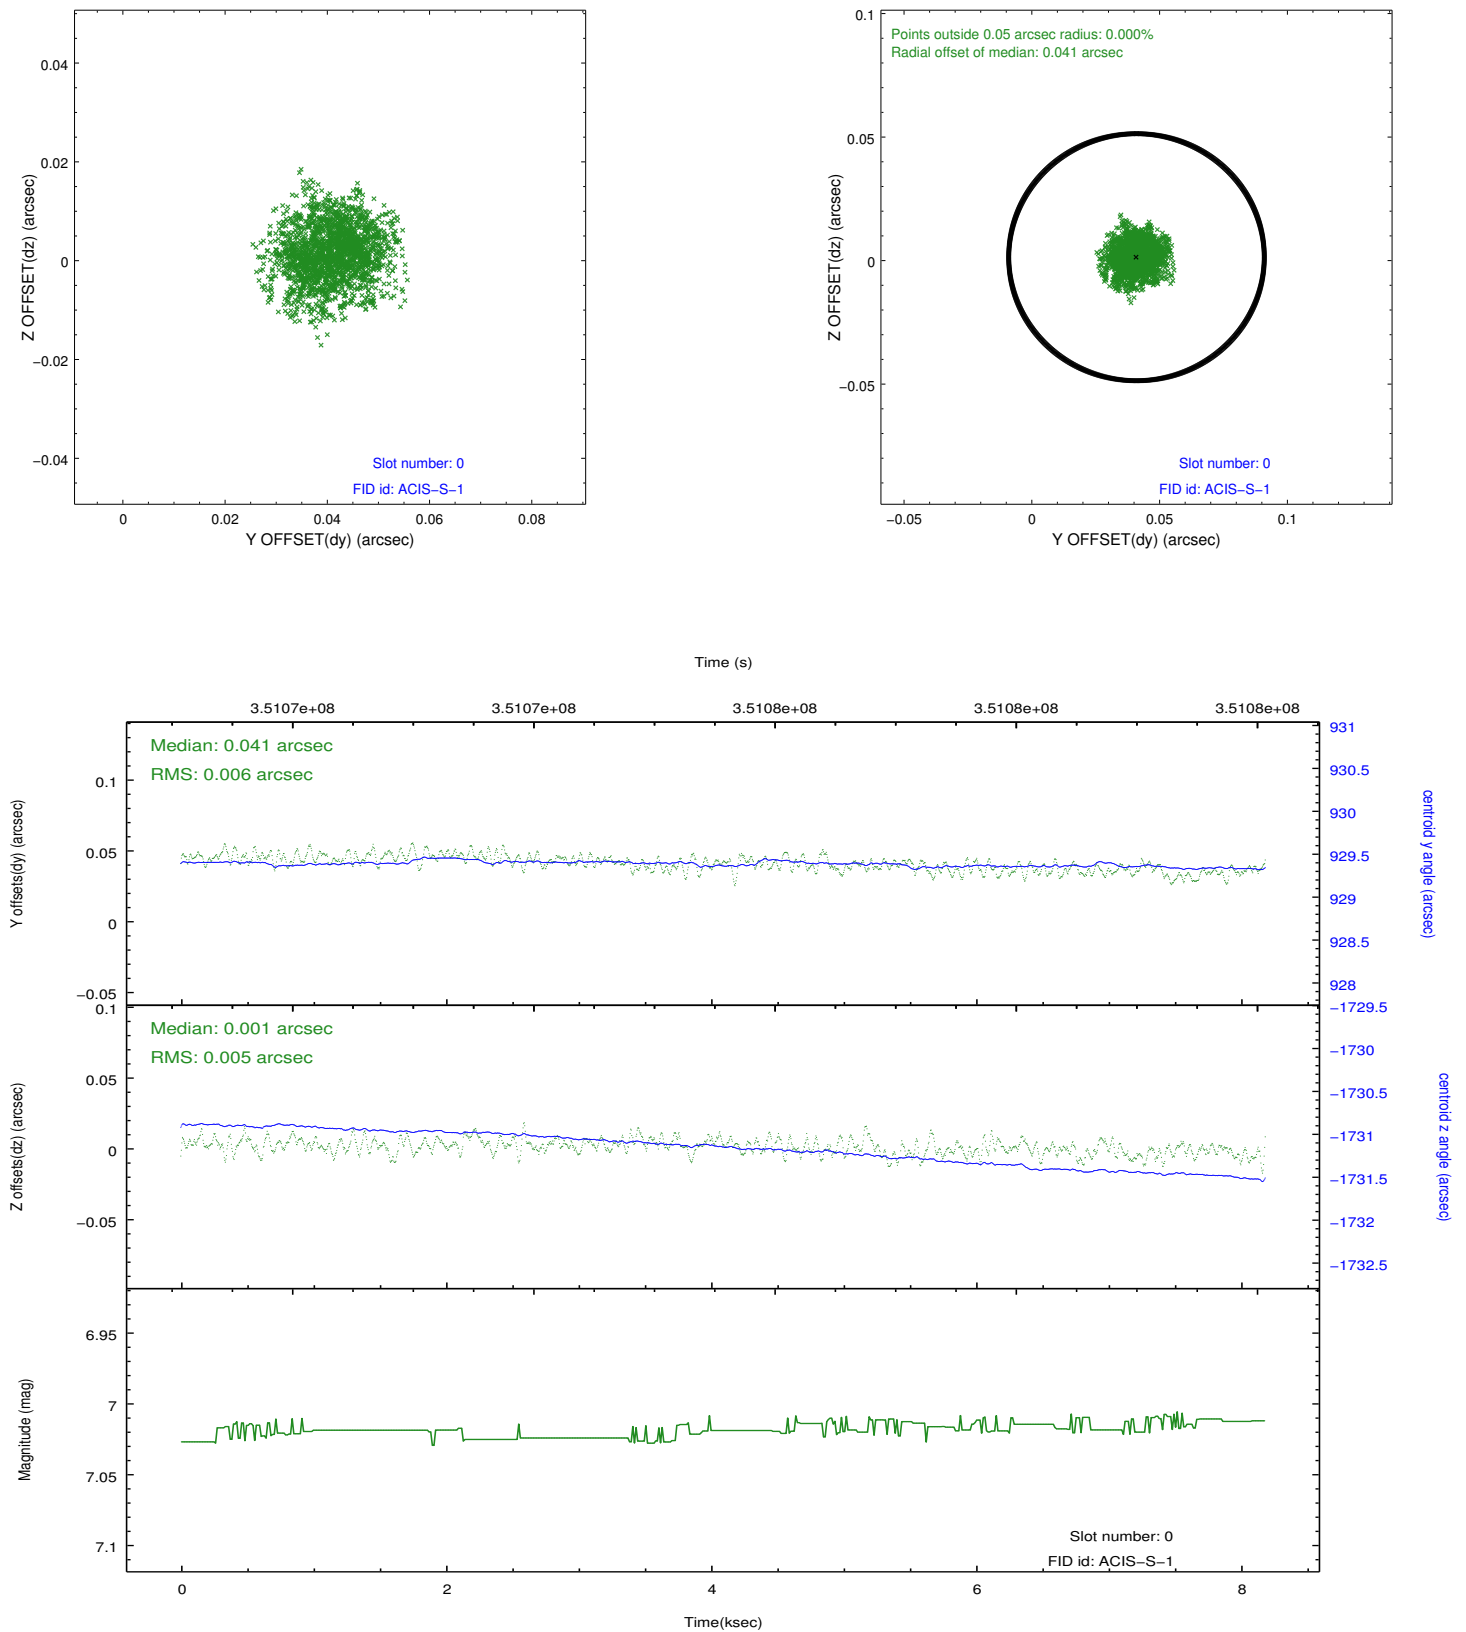 0.04
0.02
0
−0.02
−0.04
Z OFFSET(dz) (arcsec)
Slot number: 0
FID id: ACIS−S−1
0 0.02 0.04 0.06 0.08
Y OFFSET(dy) (arcsec)
Points outside 0.05 arcsec radius: 0.000%
Radial offset of median: 0.041 arcsec
0.1
0.05
0
−0.05
Z OFFSET(dz) (arcsec)
Slot number: 0
FID id: ACIS−S−1
−0.05 0 0.05 0.1
Y OFFSET(dy) (arcsec)
Time (s)
3.5107e+08 3.5107e+08 3.5108e+08 3.5108e+08 3.5108e+08
Median: 0.041 arcsec
RMS: 0.006 arcsec
0.1
0.05
0
−0.05
Y offsets(dy) (arcsec)
931
930.5
930
929.5
929
928.5
928
centroid y angle (arcsec)
Median: 0.001 arcsec
RMS: 0.005 arcsec
0.1
0.05
0
−0.05
Z offsets(dz) (arcsec)
−1729.5
−1730
−1730.5
−1731
−1731.5
−1732
−1732.5
centroid z angle (arcsec)
6.95
7
7.05
7.1
Magnitude (mag)
Slot number: 0
FID id: ACIS−S−1
0 2 4 6 8
Time(ksec)